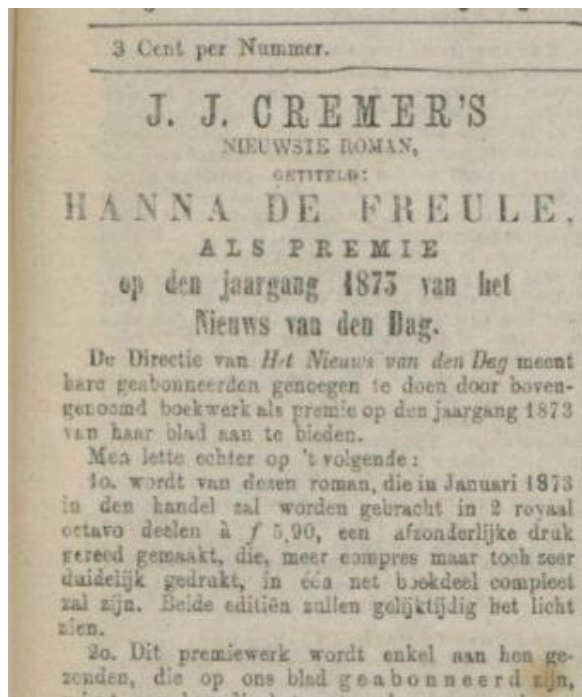 3 Cent per Nummer.
J. J. CREMER'S
NIEUWSTE ROMAN,
GETITELD:
HANNA DE FREULE,
ALS PREMIE
op den jaargang 1873 van het
Nieuws van den Dag.
De Directie van Het Nieuws van den Dag meent
hare geabonneerden genoegen te doen door boven-
genoemd boekwerk als premie op den jaargang 1873
van haar blad aan te bieden.
Men lette echter op 't volgende:
1o. wordt van dezen roman, die in Januari 1873
in den handel zal worden gebracht in 2 royaal
octavo deelen à f 5,90, een afzonderlijke druk
gereed gemaakt, die, meer compres maar toch zeer
duidelijk gedrukt, in één net boekdeel compleet
zal zijn. Beide editiën zullen gelijktijdig het licht
zien.
2o. Dit premiewerk wordt enkel aan hen ge-
zonden, die op ons blad geabonneerd zijn,